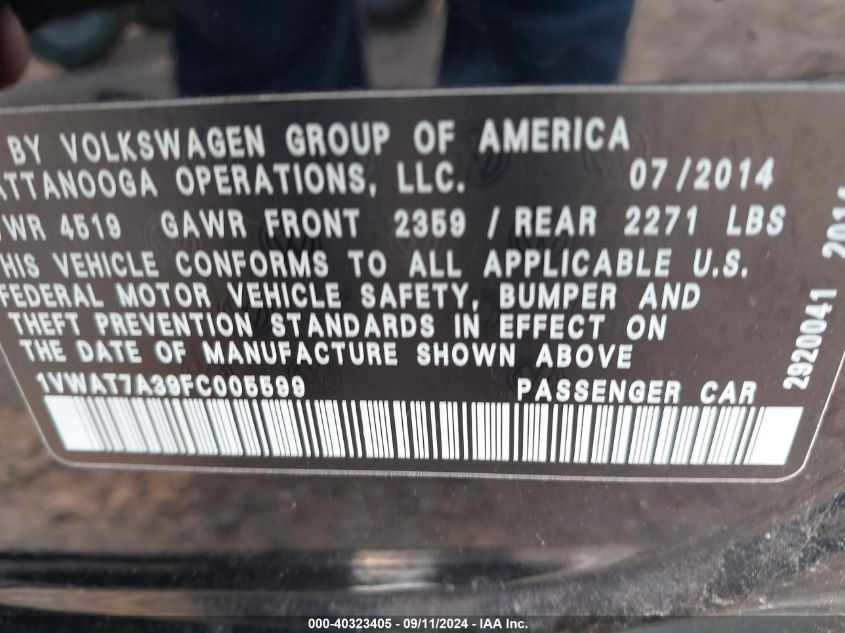 BY VOLKSWAGEN GROUP OF AMERICA
ATTANOOGA OPERATIONS, LLC. 07/2014
VWR 4519 GAWR FRONT 2359 / REAR 2271 LBS
HIS VEHICLE CONFORMS TO ALL APPLICABLE U.S.
FEDERAL MOTOR VEHICLE SAFETY, BUMPER AND
THEFT PREVENTION STANDARDS IN EFFECT ON
THE DATE OF MANUFACTURE SHOWN ABOVE
1VWAT7A39FC005599 PASSENGER CAR
2920041 2014
000-40323405 - 09/11/2024 - IAA Inc.